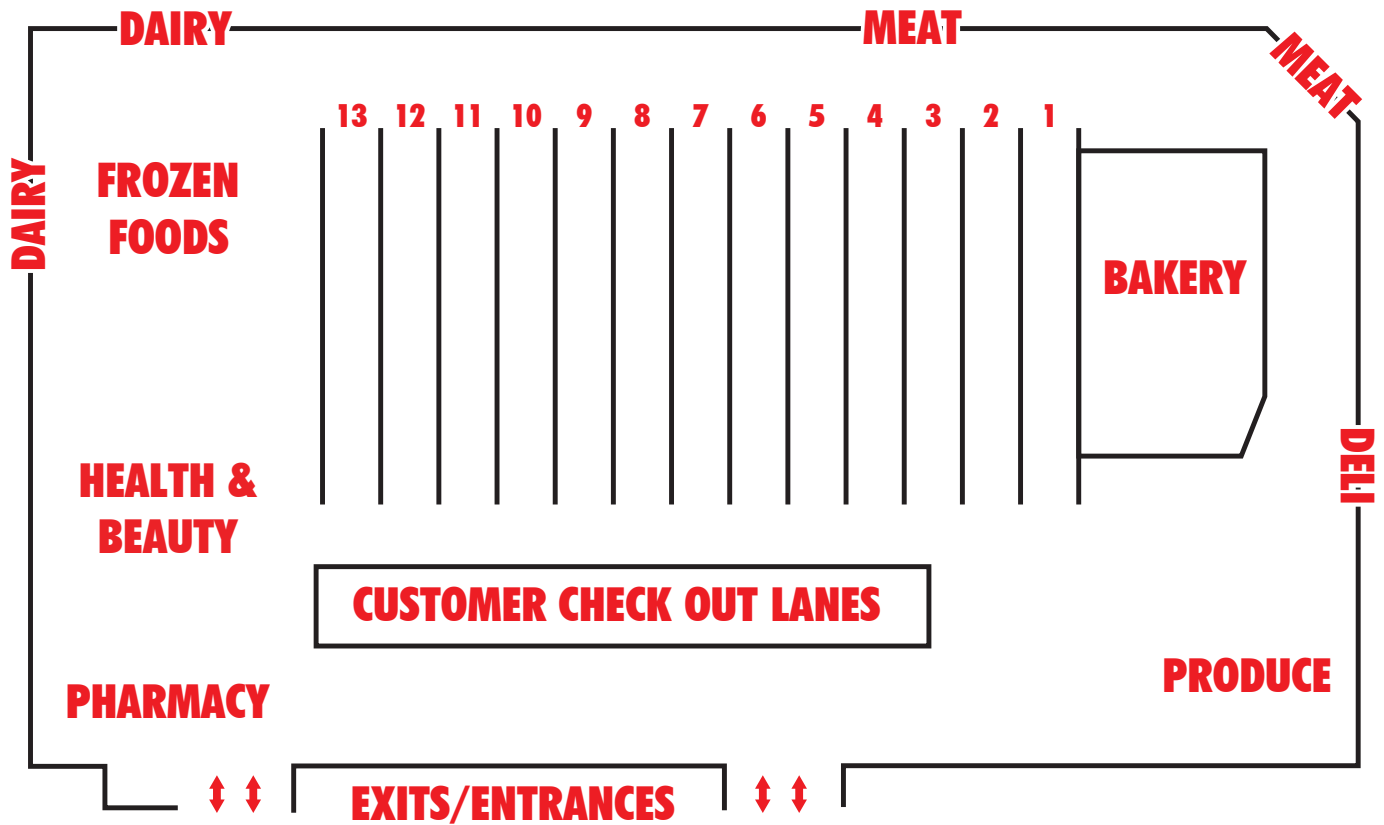 DAIRY
MEAT
MEAT
13 12 11 10 9 8 7 6 5 4 3 2 1
DAIRY
FROZEN
FOODS
BAKERY
DELI
HEALTH &
BEAUTY
CUSTOMER CHECK OUT LANES
PRODUCE
PHARMACY
EXITS/ENTRANCES